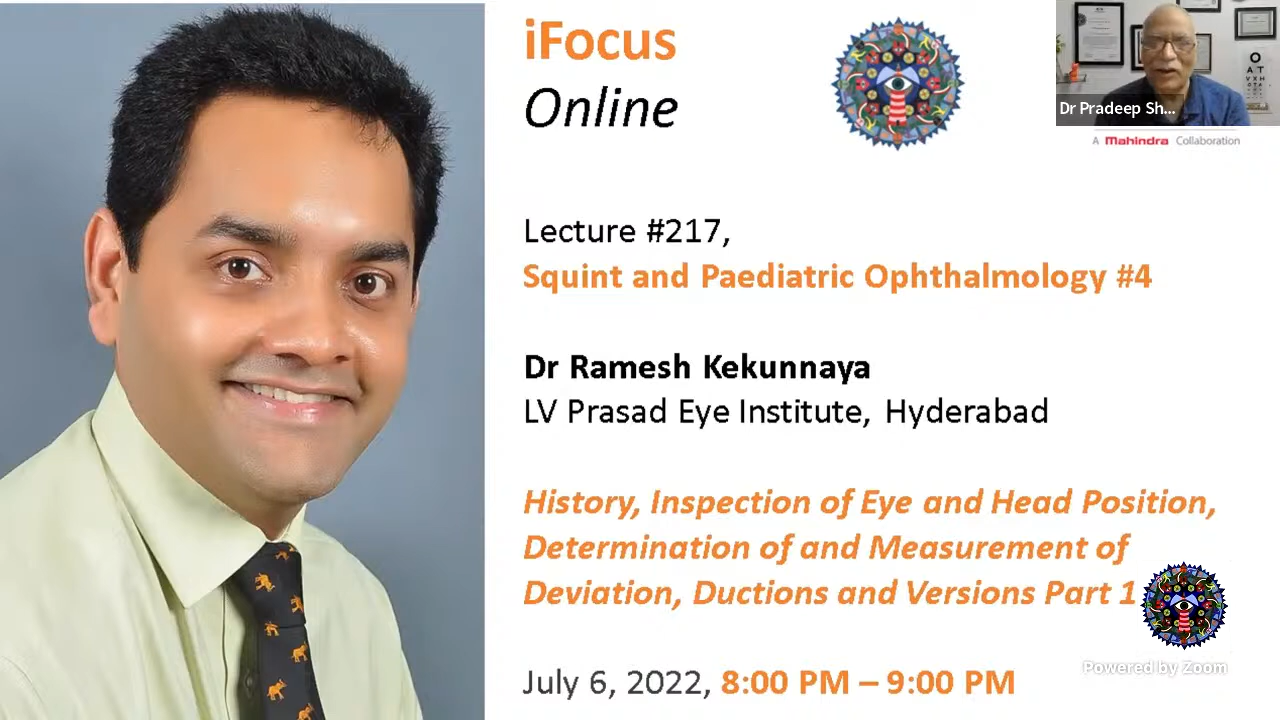 iFocus
Online
Dr Pradeep Sh...
A Mahindra Collaboration
Lecture #217,
Squint and Paediatric Ophthalmology #4
Dr Ramesh Kekunnaya
LV Prasad Eye Institute, Hyderabad
History, Inspection of Eye and Head Position,
Determination of and Measurement of
Deviation, Ductions and Versions Part 1
Powered by Zoom
July 6, 2022, 8:00 PM – 9:00 PM